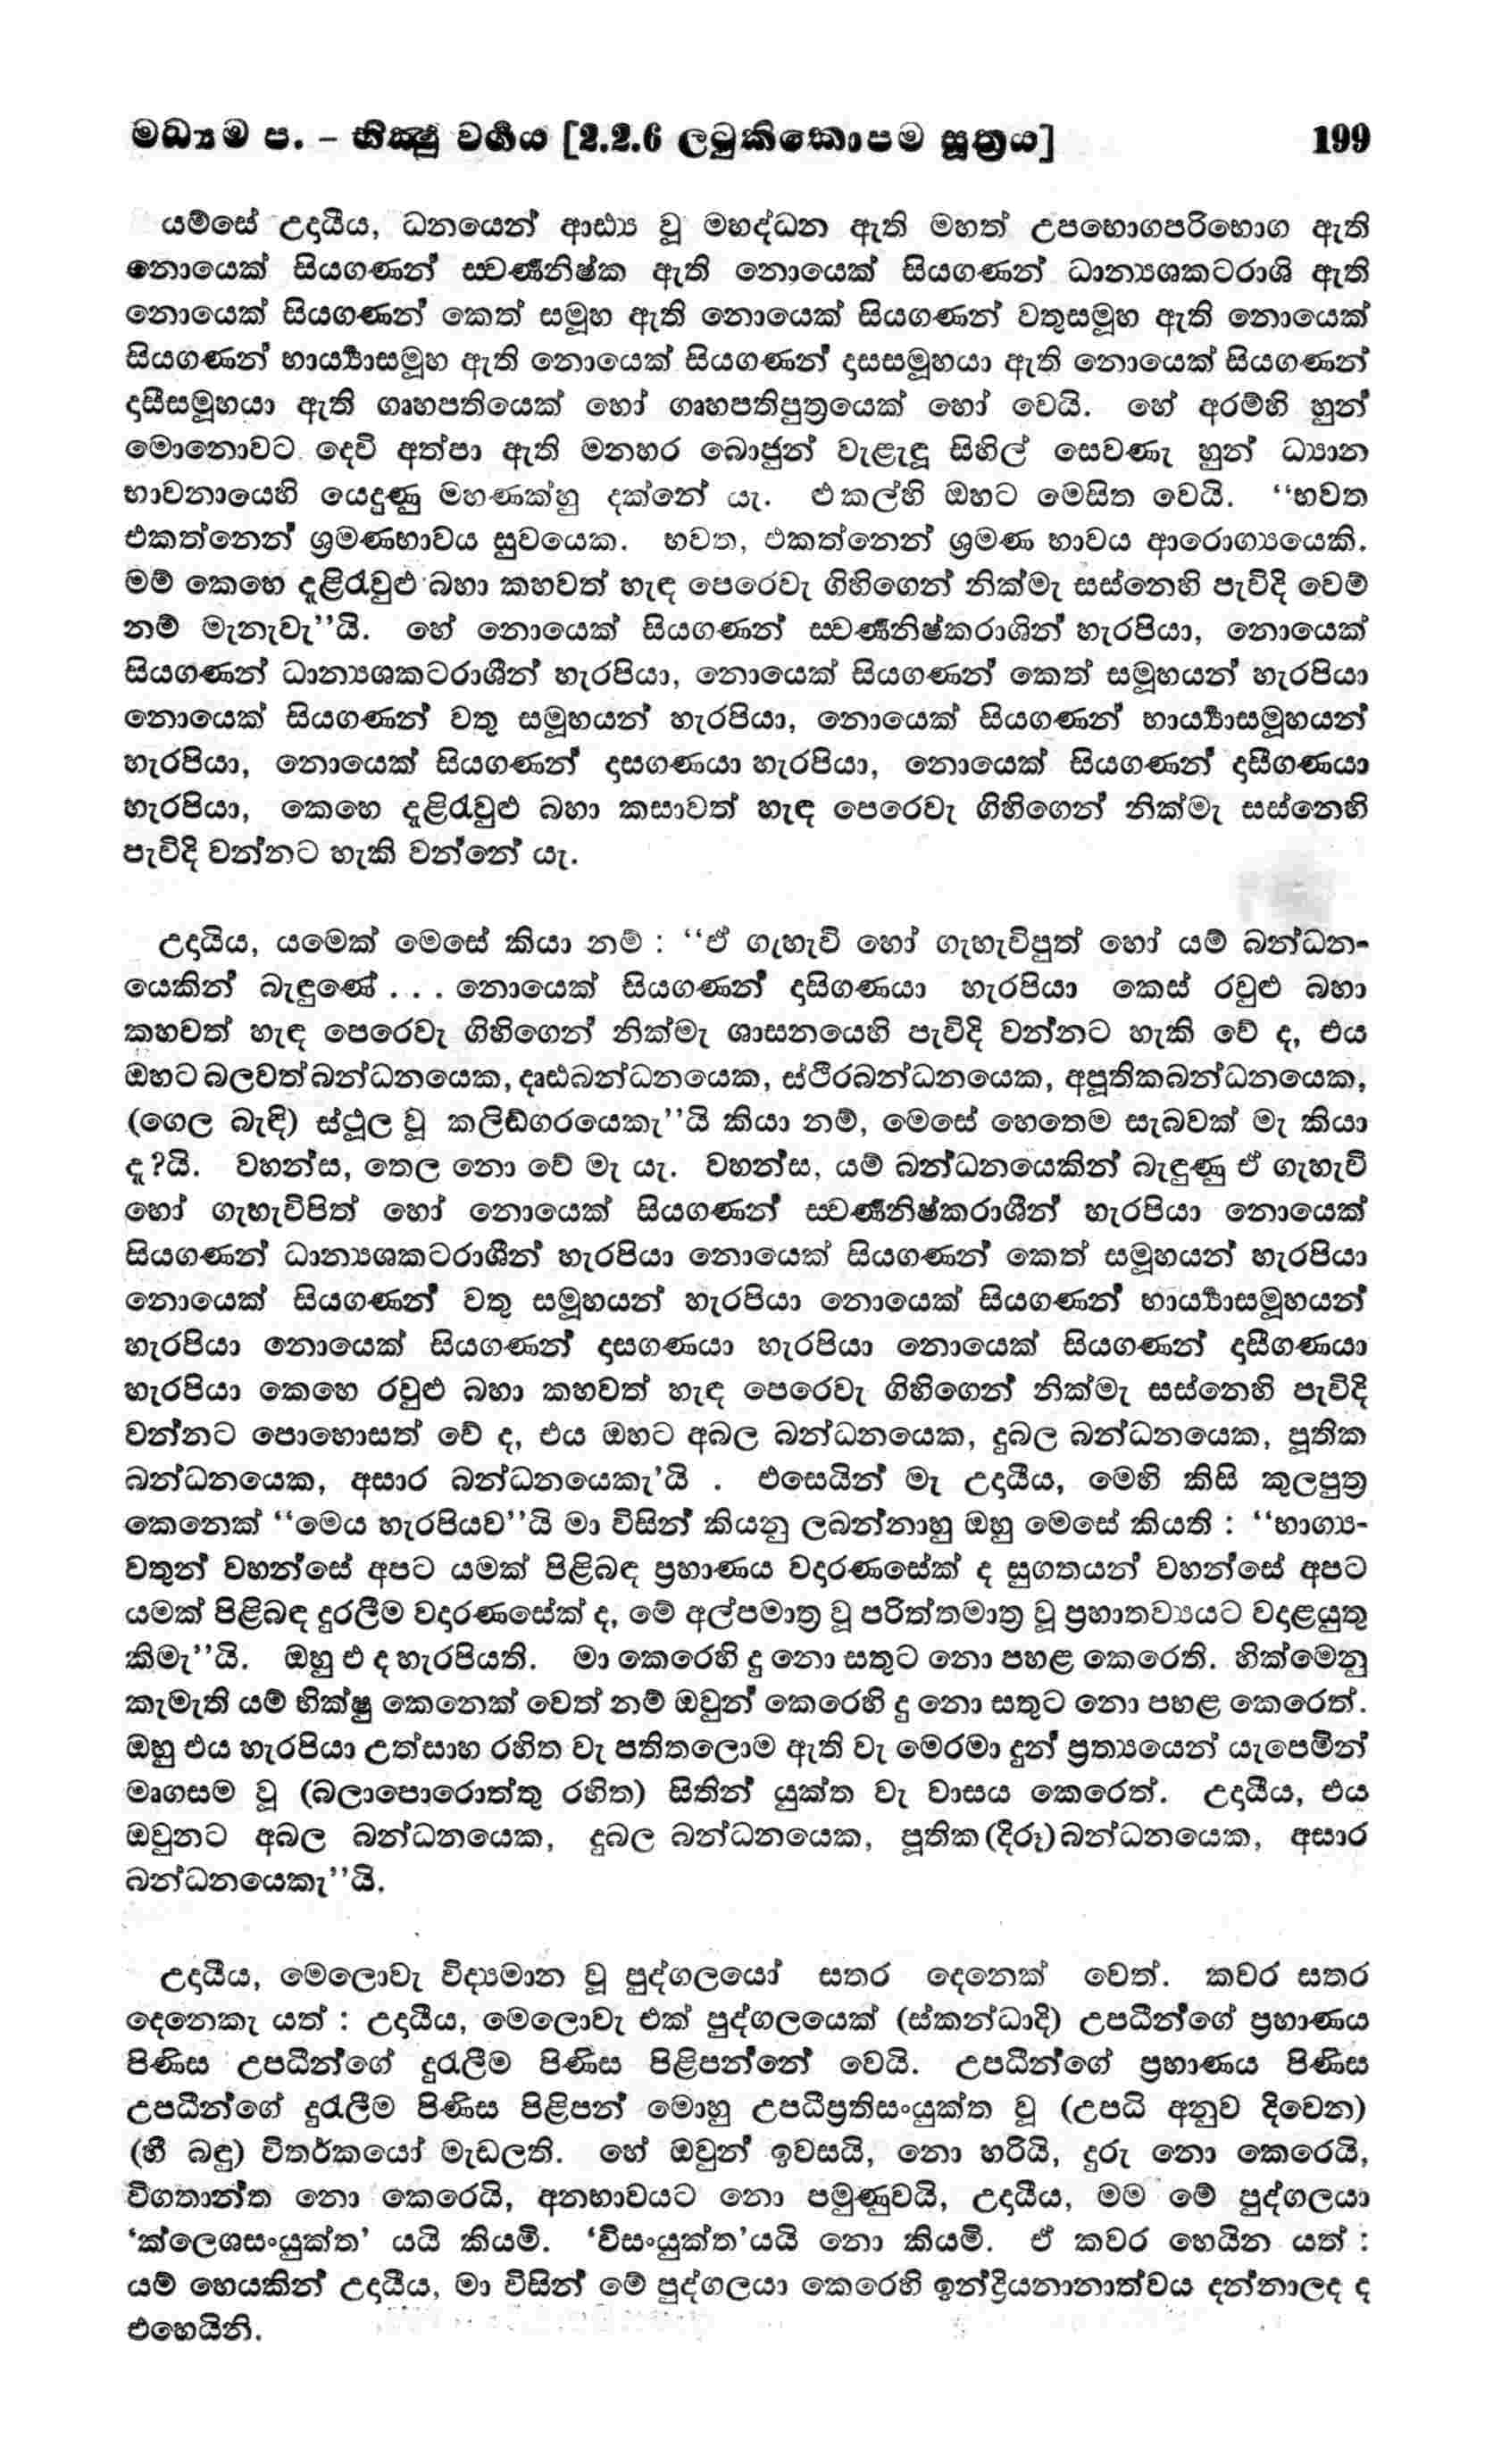 මධ්‍යම ප. – භික්ෂු වර්‍ගය [2.2.6 ලටුකිකොපම සූත්‍රය] 199
යම්සේ උදායීය, ධනයෙන් ආඪ්‍ය වූ මහද්ධන ඇති මහත් උපභොගපරිභොග ඇති
නොයෙක් සියගණන් ස්වර්‍ණනිෂ්ක ඇති නොයෙක් සියගණන් ධාන්‍යශකටරාශි ඇති
නොයෙක් සියගණන් කෙත් සමූහ ඇති නොයෙක් සියගණන් වතුසමූහ ඇති නොයෙක්
සියගණන් භාර්‍ය්‍යාසමූහ ඇති නොයෙක් සියගණන් දාසසමූහයා ඇති නොයෙක් සියගණන්
දාසීසමූහයා ඇති ගෘහපතියෙක් හෝ ගෘහපතිපුත්‍රයෙක් හෝ වෙයි. හේ අරම්හි හුන්
මොනොවට දෙවි අත්පා ඇති මනහර බොජුන් වැළැඳූ සිහිල් සෙවණැ හුන් ධ්‍යාන
භාවනායෙහි යෙදුණු මහණක්හු දක්නේ යැ. එ කල්හි ඔහට මෙසිත වෙයි. “භවත
එකත්නෙන් ශ්‍රමණභාවය සුවයෙක. භවත, එකත්නෙන් ශ්‍රමණ භාවය ආරොග්‍යයෙකි.
මම් කෙහෙ දැළිරැවුළු බහා කහවත් හැඳ පෙරෙවැ ගිහිගෙන් නික්මැ සස්නෙහි පැවිදි වෙම්
නම් මැනැවැ”යි. හේ නොයෙක් සියගණන් ස්වර්‍ණනිෂ්කරාශින් හැරපියා, නොයෙක්
සියගණන් ධාන්‍යශකටරාශීන් හැරපියා, නොයෙක් සියගණන් කෙත් සමූහයන් හැරපියා
නොයෙක් සියගණන් වතු සමූහයන් හැරපියා, නොයෙක් සියගණන් භාර්‍ය්‍යාසමූහයන්
හැරපියා, නොයෙක් සියගණන් දාසගණයා හැරපියා, නොයෙක් සියගණන් දාසීගණයා
හැරපියා, කෙහෙ දැළිරැවුළු බහා කසාවත් හැඳ පෙරෙවැ ගිහිගෙන් නික්මැ සස්නෙහි
පැවිදි වන්නට හැකි වන්නේ යැ.
උදායිය, යමෙක් මෙසේ කියා නම් : “ඒ ගැහැවි හෝ ගැහැවිපුත් හෝ යම් බන්ධන-
යෙකින් බැඳුණේ . . . නොයෙක් සියගණන් දාසිගණයා හැරපියා කෙස් රවුළු බහා
කහවත් හැඳ පෙරෙවැ ගිහිගෙන් නික්මැ ශාසනයෙහි පැවිදි වන්නට හැකි වේ ද, එය
ඔහට බලවත් බන්ධනයෙක, දෘඪබන්ධනයෙක, ස්ථිරබන්ධනයෙක, අපූතිකබන්ධනයෙක,
(ගෙල බැඳි) ස්ථූල වූ කලිඞ්ගරයෙකැ”යි කියා නම්, මෙසේ හෙතෙම සැබවක් මැ කියා
ද?යි. වහන්ස, තෙල නො වේ මැ යැ. වහන්ස, යම් බන්ධනයෙකින් බැඳුණු ඒ ගැහැවි
හෝ ගැහැවිපිත් හෝ නොයෙක් සියගණන් ස්වර්‍ණනිෂ්කරාශීන් හැරපියා නොයෙක්
සියගණන් ධාන්‍යශකටරාශීන් හැරපියා නොයෙක් සියගණන් කෙත් සමූහයන් හැරපියා
නොයෙක් සියගණන් වතු සමූහයන් හැරපියා නොයෙක් සියගණන් භාර්‍ය්‍යාසමූහයන්
හැරපියා නොයෙක් සියගණන් දාසගණයා හැරපියා නොයෙක් සියගණන් දාසීගණයා
හැරපියා කෙහෙ රවුළු බහා කහවත් හැඳ පෙරෙවැ ගිහිගෙන් නික්මැ සස්නෙහි පැවිදි
වන්නට පොහොසත් වේ ද, එය ඔහට අබල බන්ධනයෙක, දුබල බන්ධනයෙක, පූතික
බන්ධනයෙක, අසාර බන්ධනයෙකැ’යි . එසෙයින් මැ උදායීය, මෙහි කිසි කුලපුත්‍ර
කෙනෙක් “මෙය හැරපියව”යි මා විසින් කියනු ලබන්නාහු ඔහු මෙසේ කියති : “භාග්‍ය-
වතුන් වහන්සේ අපට යමක් පිළිබඳ ප්‍රහාණය වදාරණසේක් ද සුගතයන් වහන්සේ අපට
යමක් පිළිබඳ දුරලීම වදාරණසේක් ද, මේ අල්පමාත්‍ර වූ පරිත්තමාත්‍ර වූ ප්‍රහාතව්‍යයට වදාළයුතු
කිමැ”යි. ඔහු එ ද හැරපියති. මා කෙරෙහි දු නො සතුට නො පහළ කෙරෙති. හික්මෙනු
කැමැති යම් භික්ෂු කෙනෙක් වෙත් නම් ඔවුන් කෙරෙහි දු නො සතුට නො පහළ කෙරෙත්.
ඔහු එය හැරපියා උත්සාහ රහිත වැ පතිතලොම ඇති වැ මෙරමා දුන් ප්‍රත්‍යයෙන් යැපෙමින්
මෘගසම වූ (බලාපොරොත්තු රහිත) සිතින් යුක්ත වැ වාසය කෙරෙත්. උදායීය, එය
ඔවුනට අබල බන්ධනයෙක, දුබල බන්ධනයෙක, පූතික (දිරූ) බන්ධනයෙක, අසාර
බන්ධනයෙකැ”යි.
උදායීය, මෙලොවැ විද්‍යමාන වූ පුද්ගලයෝ සතර දෙනෙක් වෙත්. කවර සතර
දෙනෙකැ යත් : උදායීය, මෙලොවැ එක් පුද්ගලයෙක් (ස්කන්ධාදි) උපධීන්ගේ ප්‍රහාණය
පිණිස උපධීන්ගේ දුරැලීම පිණිස පිළිපන්නේ වෙයි. උපධීන්ගේ ප්‍රහාණය පිණිස
උපධීන්ගේ දුරැලීම පිණිස පිළිපන් මොහු උපධීප්‍රතිසංයුක්ත වූ (උපධි අනුව දිවෙන)
(හී බඳු) විතර්කයෝ මැඩලති. හේ ඔවුන් ඉවසයි, නො හරියි, දුරු නො කෙරෙයි,
විගතාන්ත නො කෙරෙයි, අනභාවයට නො පමුණුවයි, උදායීය, මම මේ පුද්ගලයා
‘ක්ලෙශසංයුක්ත’ යයි කියමි. ‘විසංයුක්ත’යයි නො කියමි. ඒ කවර හෙයින යත් :
යම් හෙයකින් උදායීය, මා විසින් මේ පුද්ගලයා කෙරෙහි ඉන්ද්‍රියනානාත්වය දන්නාලද ද
එහෙයිනි.